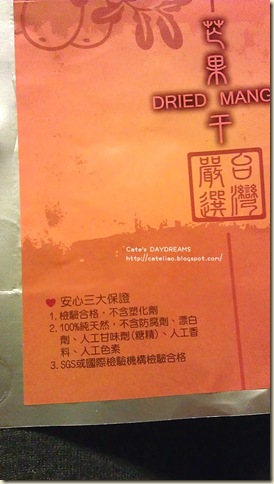 芒果干
DRIED MANG
台灣
嚴選
Cate's DAYDREAMS
http://cateliao.blogspot.com/
♥ 安心三大保證
1.檢驗合格，不含塑化劑
2.100%純天然，不含防腐劑、漂白
劑、人工甘味劑(糖精)、人工香
料、人工色素
3.SGS或國際檢驗機構檢驗合格